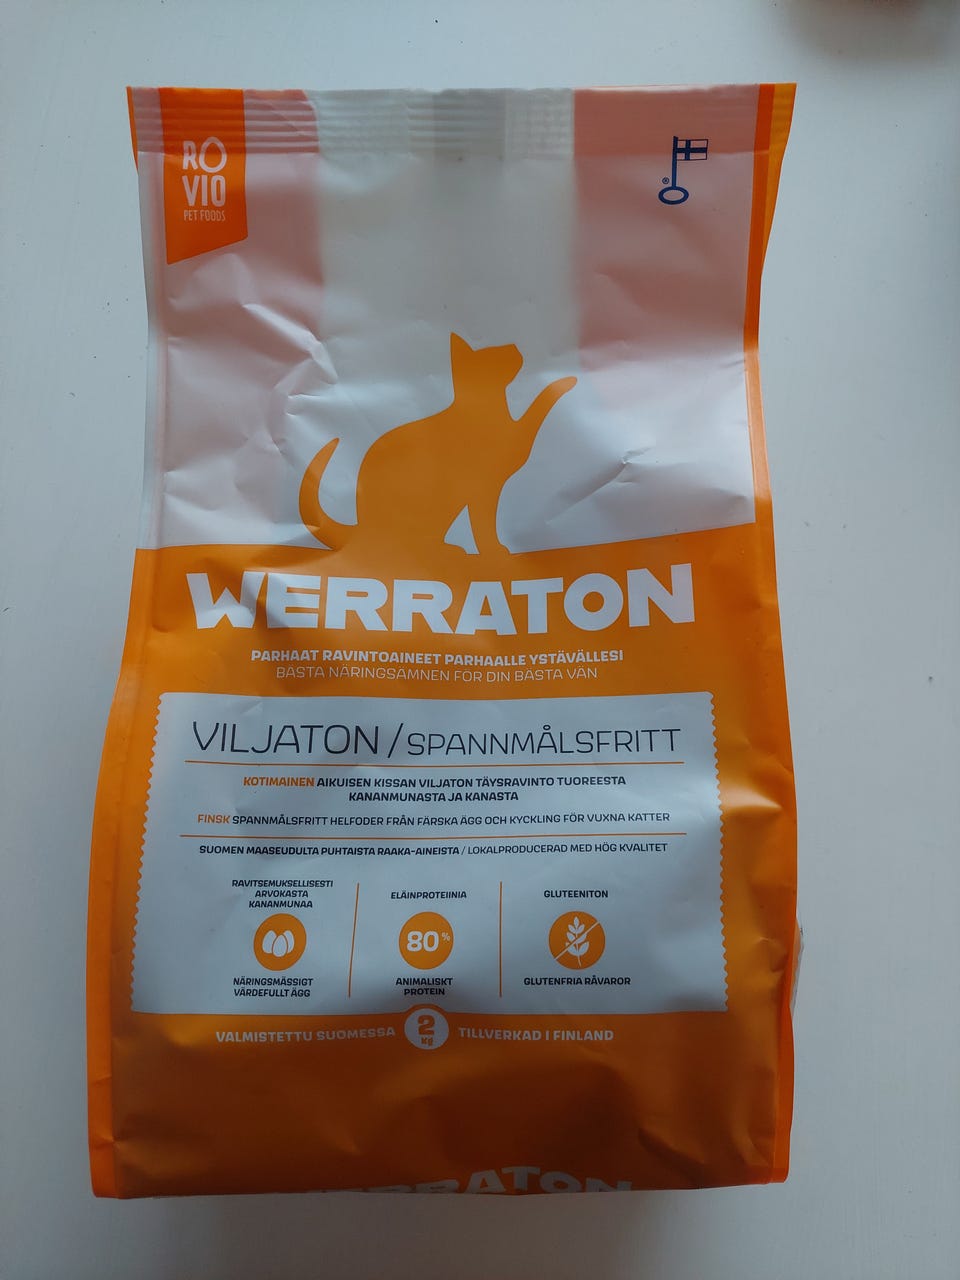 ROVIO
PET FOODS
®
WERRATON
PARHAAT RAVINTOAINEET PARHAALLE YSTÄVÄLLESI
BÄSTA NÄRINGSÄMNEN FÖR DIN BÄSTA VÄN
VILJATON / SPANNMÅLSFRITT
KOTIMAINEN AIKUISEN KISSAN VILJATON TÄYSRAVINTO TUOREESTA
KANANMUNASTA JA KANASTA
FINSK SPANNMÅLSFRITT HELFODER FRÅN FÄRSKA ÄGG OCH KYCKLING FÖR VUXNA KATTER
SUOMEN MAASEUDULTA PUHTAISTA RAAKA-AINEISTA / LOKALPRODUCERAD MED HÖG KVALITET
RAVITSEMUKSELLISESTI
ARVOKASTA
KANANMUNAA
NÄRINGSMÄSSIGT
VÄRDEFULLT ÄGG
ELÄINPROTEIINIA
80%
ANIMALISKT
PROTEIN
GLUTEENITON
GLUTENFRIA RÅVAROR
VALMISTETTU SUOMESSA 2 kg TILLVERKAD I FINLAND
WERRATON